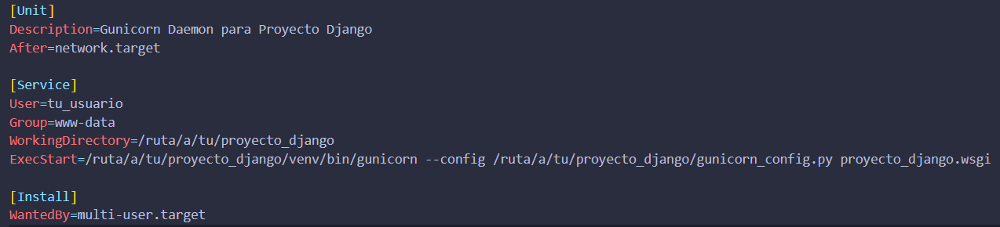 [Unit]
Description=Gunicorn Daemon para Proyecto Django
After=network.target
[Service]
User=tu_usuario
Group=www-data
WorkingDirectory=/ruta/a/tu/proyecto_django
ExecStart=/ruta/a/tu/proyecto_django/venv/bin/gunicorn --config /ruta/a/tu/proyecto_django/gunicorn_config.py proyecto_django.wsgi
[Install]
WantedBy=multi-user.target